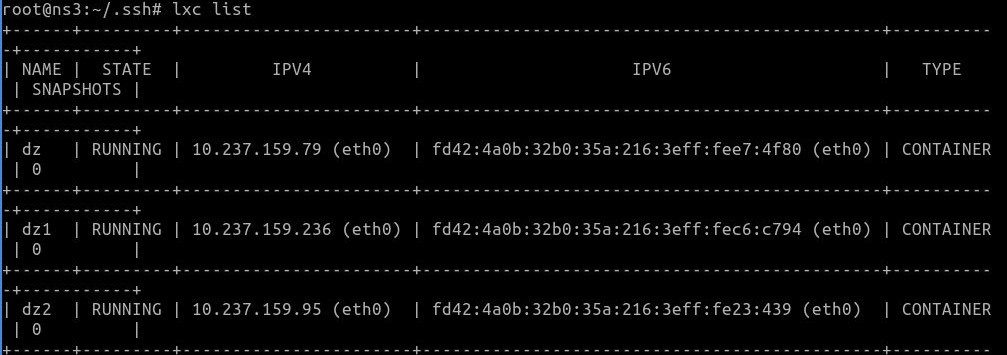 root@ns3:~/.ssh# lxc list
+------+---------+-----------------------+----------------------------------------------+----------
-+-----------+
| NAME |  STATE  |         IPV4          |                     IPV6                     |   TYPE
 | SNAPSHOTS |
+------+---------+-----------------------+----------------------------------------------+----------
-+-----------+
| dz   | RUNNING | 10.237.159.79 (eth0)  | fd42:4a0b:32b0:35a:216:3eff:fee7:4f80 (eth0) | CONTAINER
 | 0         |
+------+---------+-----------------------+----------------------------------------------+----------
-+-----------+
| dz1  | RUNNING | 10.237.159.236 (eth0) | fd42:4a0b:32b0:35a:216:3eff:fec6:c794 (eth0) | CONTAINER
 | 0         |
+------+---------+-----------------------+----------------------------------------------+----------
-+-----------+
| dz2  | RUNNING | 10.237.159.95 (eth0)  | fd42:4a0b:32b0:35a:216:3eff:fe23:439 (eth0)  | CONTAINER
 | 0         |
+------+---------+-----------------------+----------------------------------------------+----------